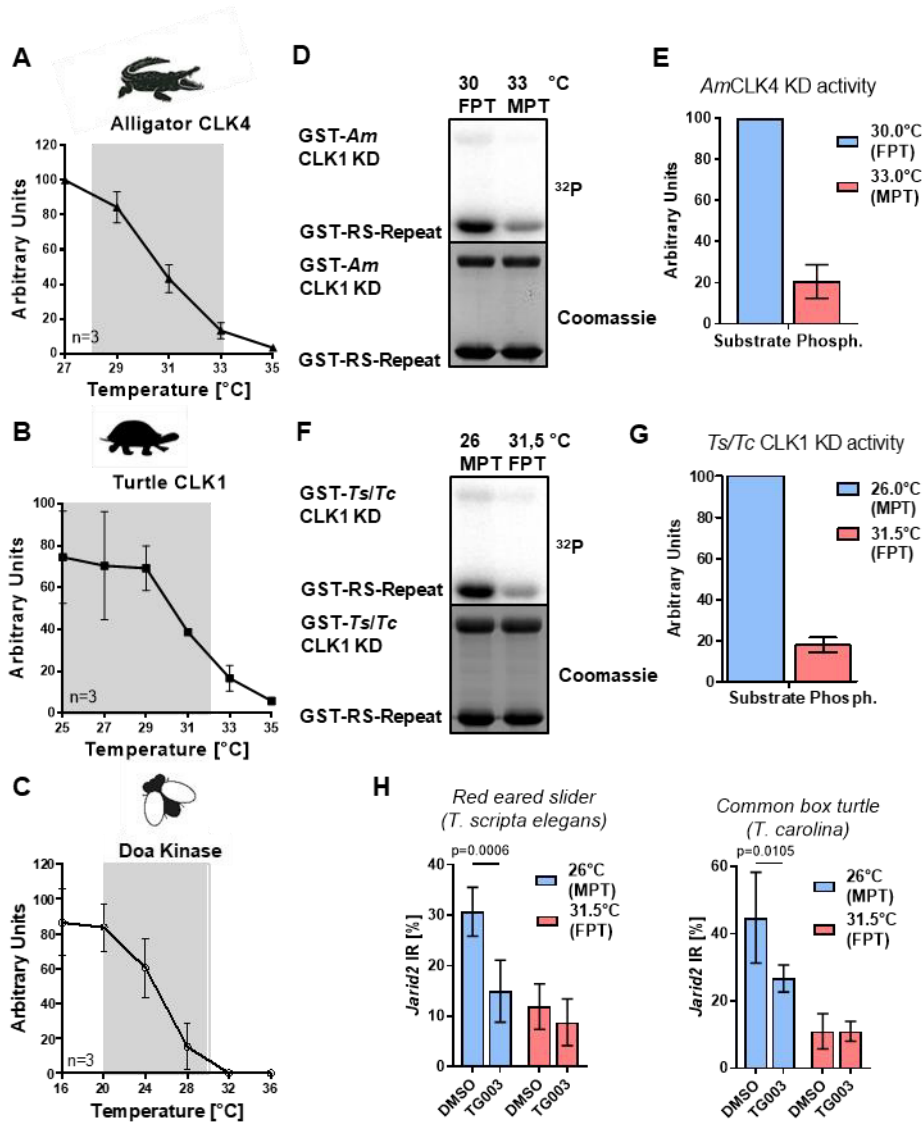 A
Alligator CLK4
Arbitrary Units
120
100
80
60
40
20
0
n=3
27 29 31 33 35
Temperature [°C]
B
Turtle CLK1
Arbitrary Units
100
80
60
40
20
0
n=3
25 27 29 31 33 35
Temperature [°C]
C
Doa Kinase
Arbitrary Units
120
100
80
60
40
20
0
n=3
16 20 24 28 32 36
Temperature [°C]
D
30 33 °C
FPT MPT
GST-Am
CLK1 KD
32P
GST-RS-Repeat
GST-Am
CLK1 KD
Coomassie
GST-RS-Repeat
E
AmCLK4 KD activity
Arbitrary Units
100
80
60
40
20
0
Substrate Phosph.
30.0°C
(FPT)
33.0°C
(MPT)
F
26 31,5 °C
MPT FPT
GST-Ts/Tc
CLK1 KD
32P
GST-RS-Repeat
GST-Ts/Tc
CLK1 KD
Coomassie
GST-RS-Repeat
G
Ts/Tc CLK1 KD activity
Arbitrary Units
100
80
60
40
20
0
Substrate Phosph.
26.0°C
(MPT)
31.5°C
(FPT)
H
Red eared slider
(T. scripta elegans)
p=0.0006
Jarid2 IR [%]
40
30
20
10
0
DMSO
TG003
DMSO
TG003
26°C
(MPT)
31.5°C
(FPT)
Common box turtle
(T. carolina)
p=0.0105
Jarid2 IR [%]
60
40
20
0
DMSO
TG003
DMSO
TG003
26°C
(MPT)
31.5°C
(FPT)